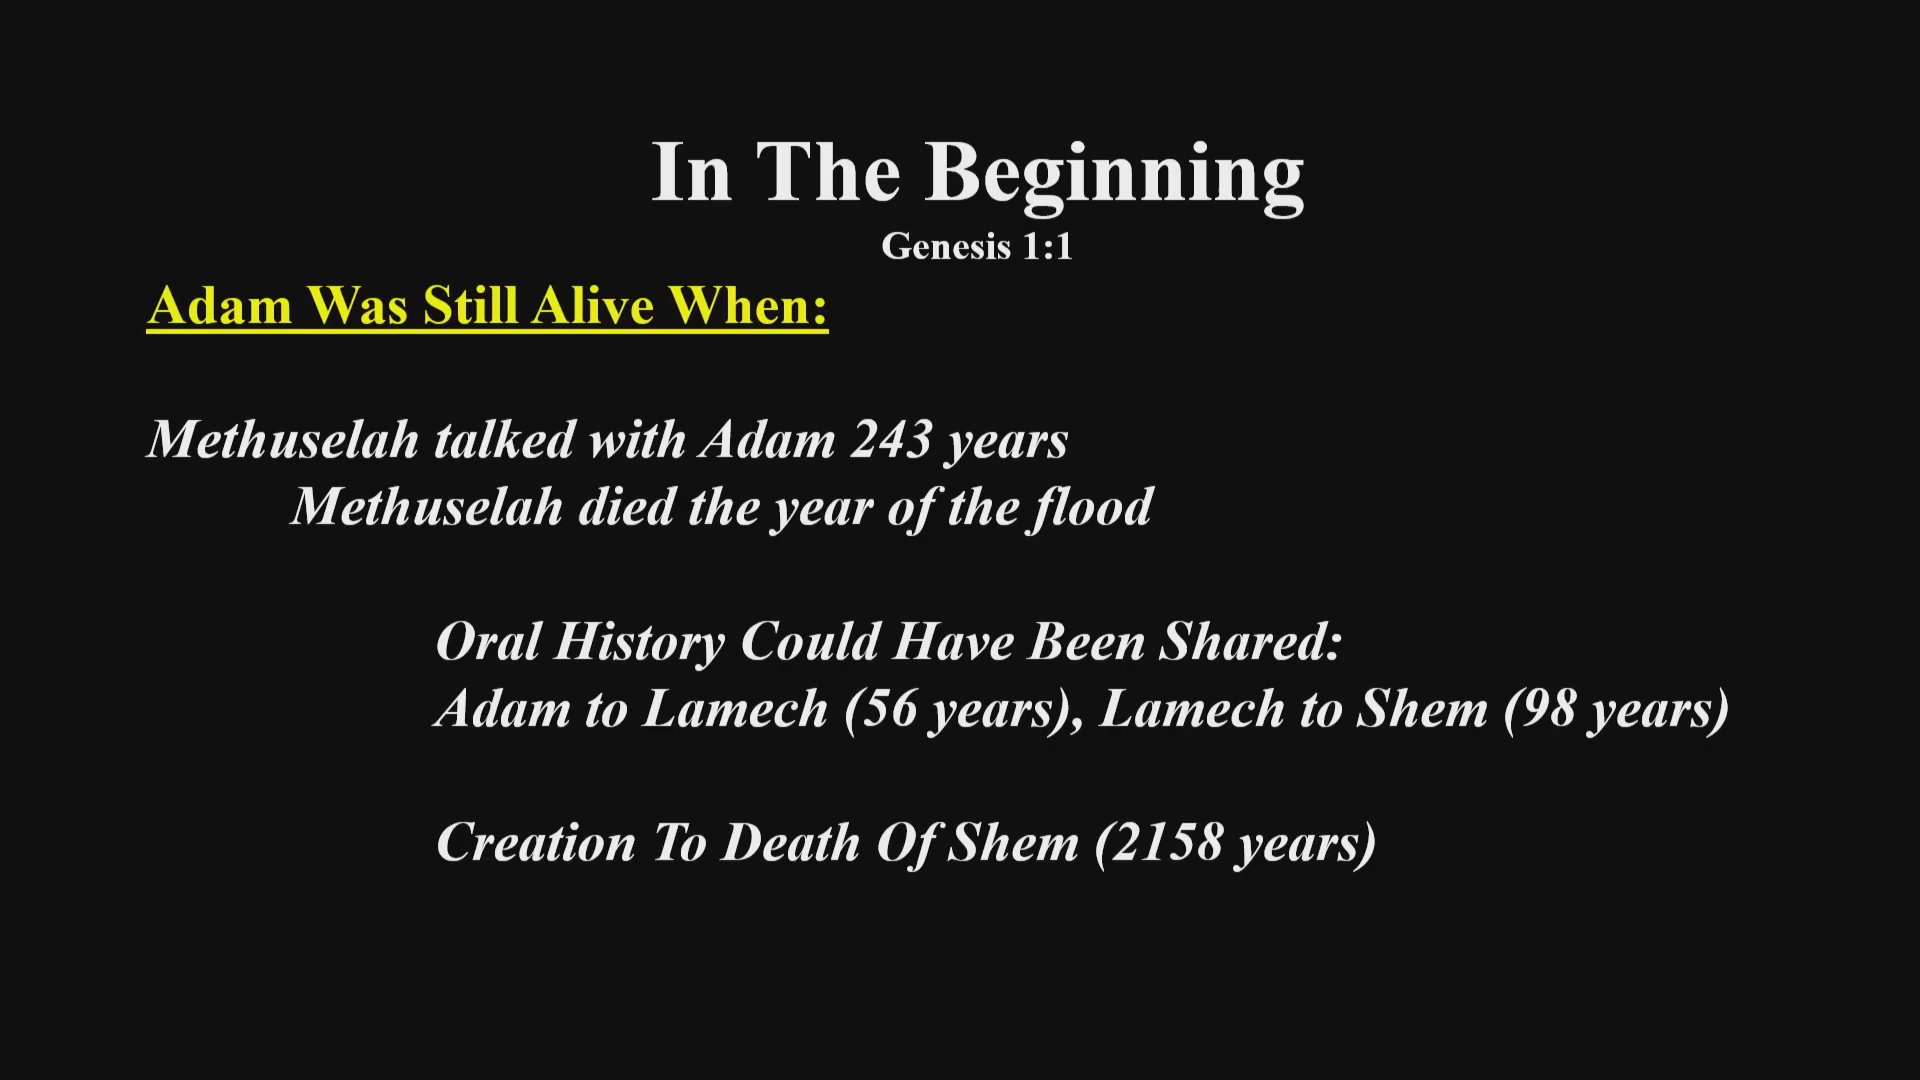 In The Beginning
Genesis 1:1
Adam Was Still Alive When:
Methuselah talked with Adam 243 years
Methuselah died the year of the flood
Oral History Could Have Been Shared:
Adam to Lamech (56 years), Lamech to Shem (98 years)
Creation To Death Of Shem (2158 years)